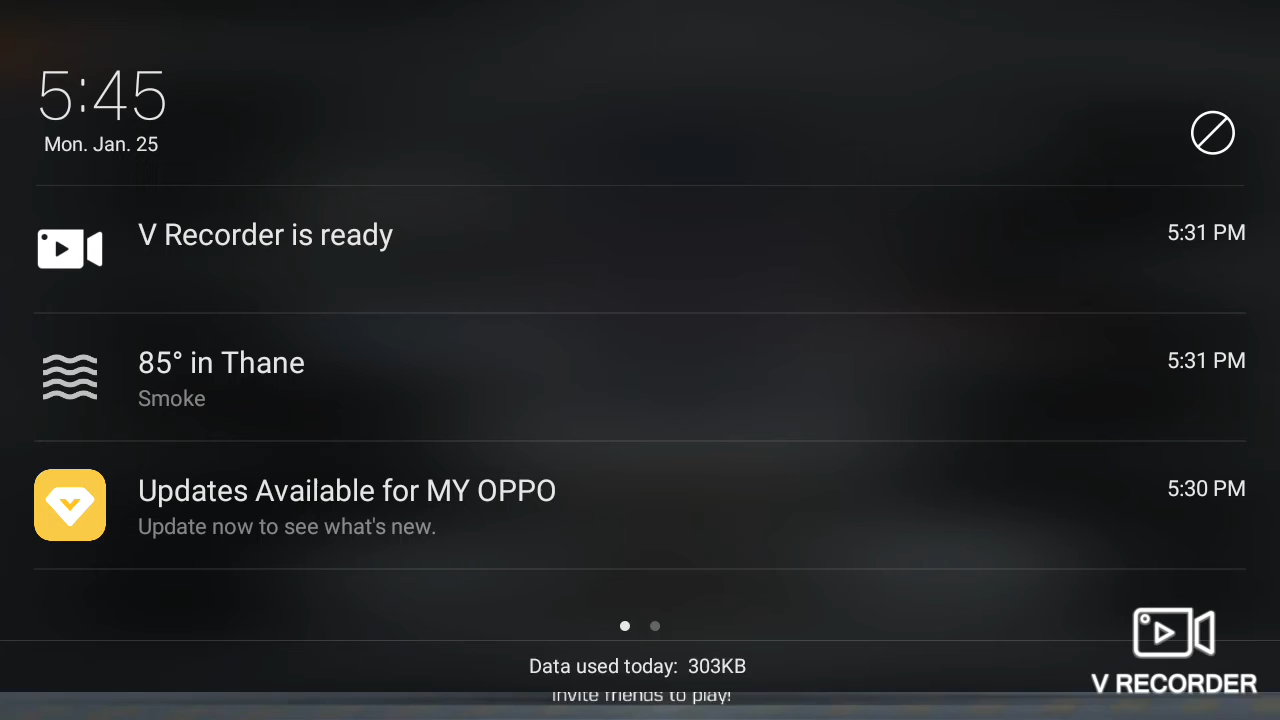 5:45
Mon. Jan. 25
V Recorder is ready
5:31 PM
85° in Thane
5:31 PM
Smoke
Updates Available for MY OPPO
5:30 PM
Update now to see what's new.
Data used today: 303KB
Invite friends to play!
V RECORDER